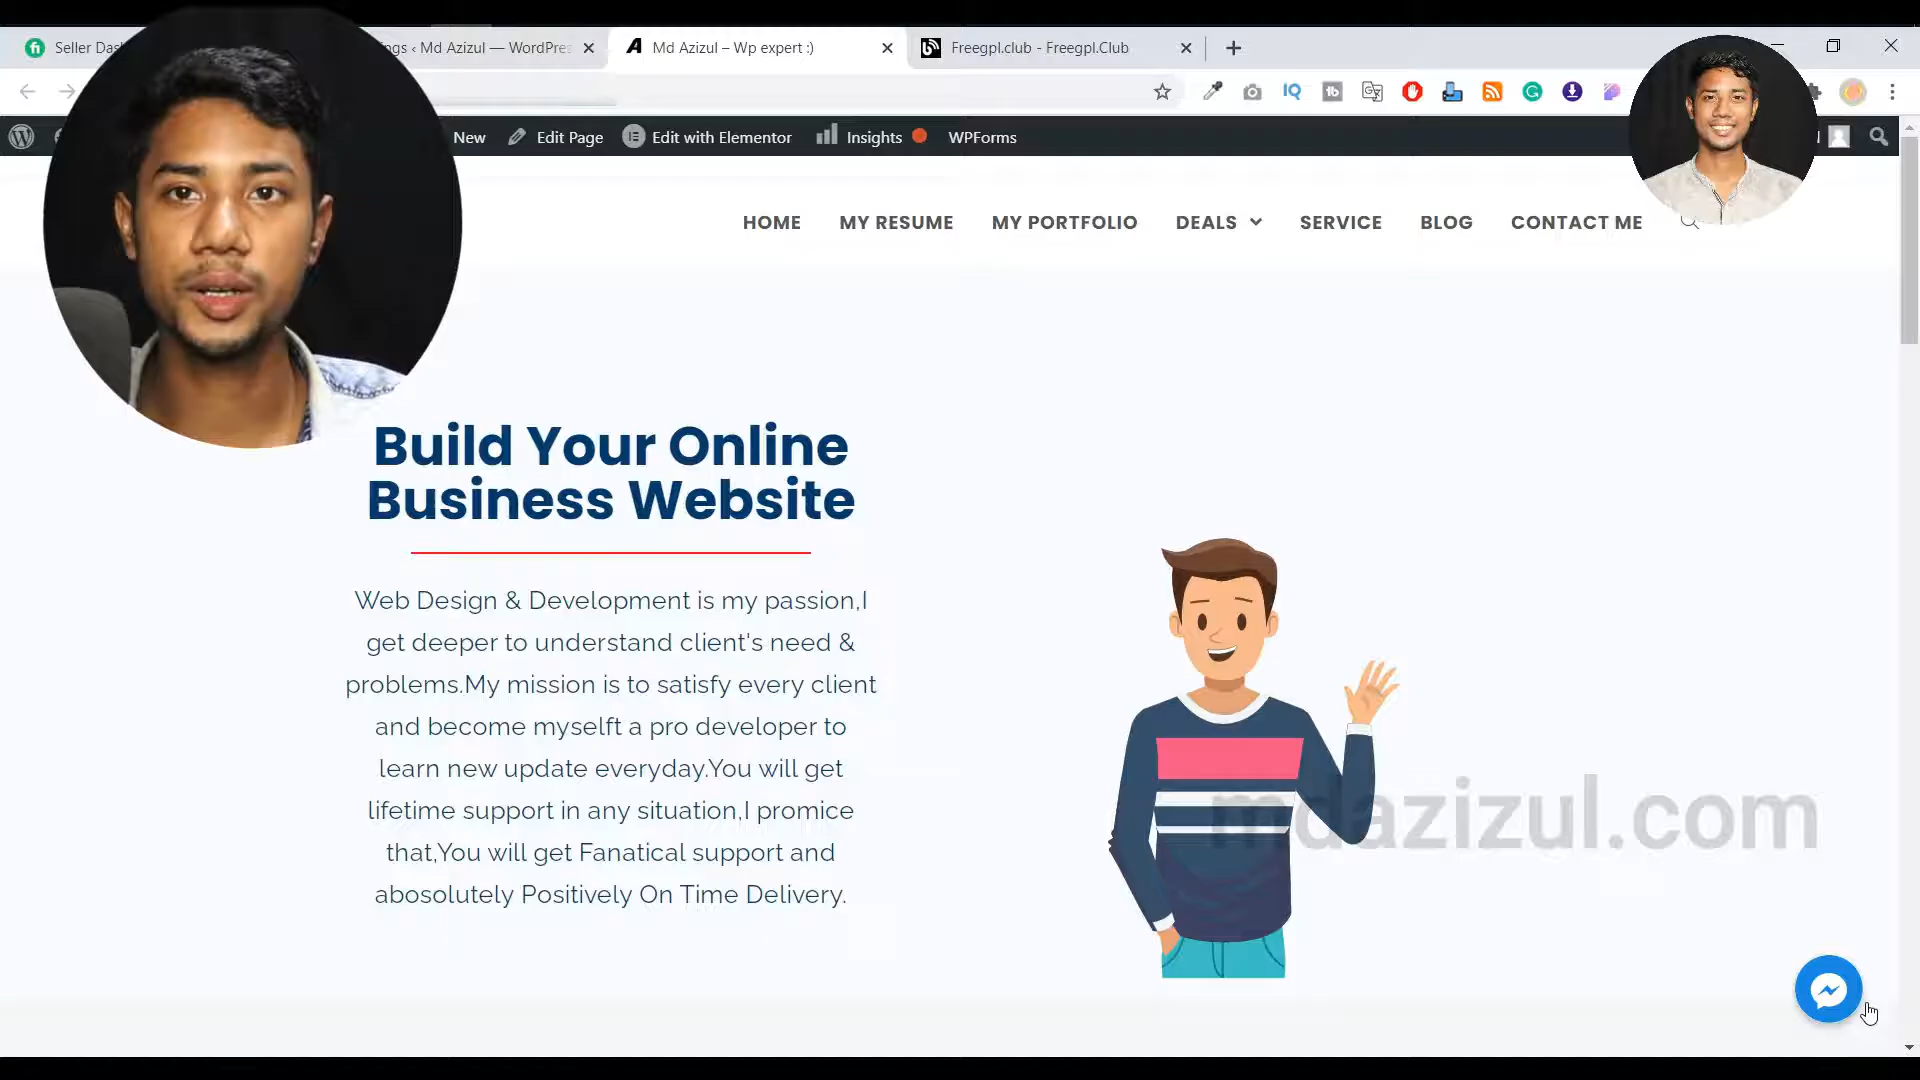 Seller Das
ngs ‹ Md Azizul — WordPres
Md Azizul – Wp expert :)
Freegpl.club - Freegpl.Club
New
Edit Page
Edit with Elementor
Insights
WPForms
HOME
MY RESUME
MY PORTFOLIO
DEALS
SERVICE
BLOG
CONTACT ME
Build Your Online
Business Website
Web Design & Development is my passion,I
get deeper to understand client's need &
problems.My mission is to satisfy every client
and become myselft a pro developer to
learn new update everyday.You will get
lifetime support in any situation,I promice
that,You will get Fanatical support and
abosolutely Positively On Time Delivery.
mdazizul.com